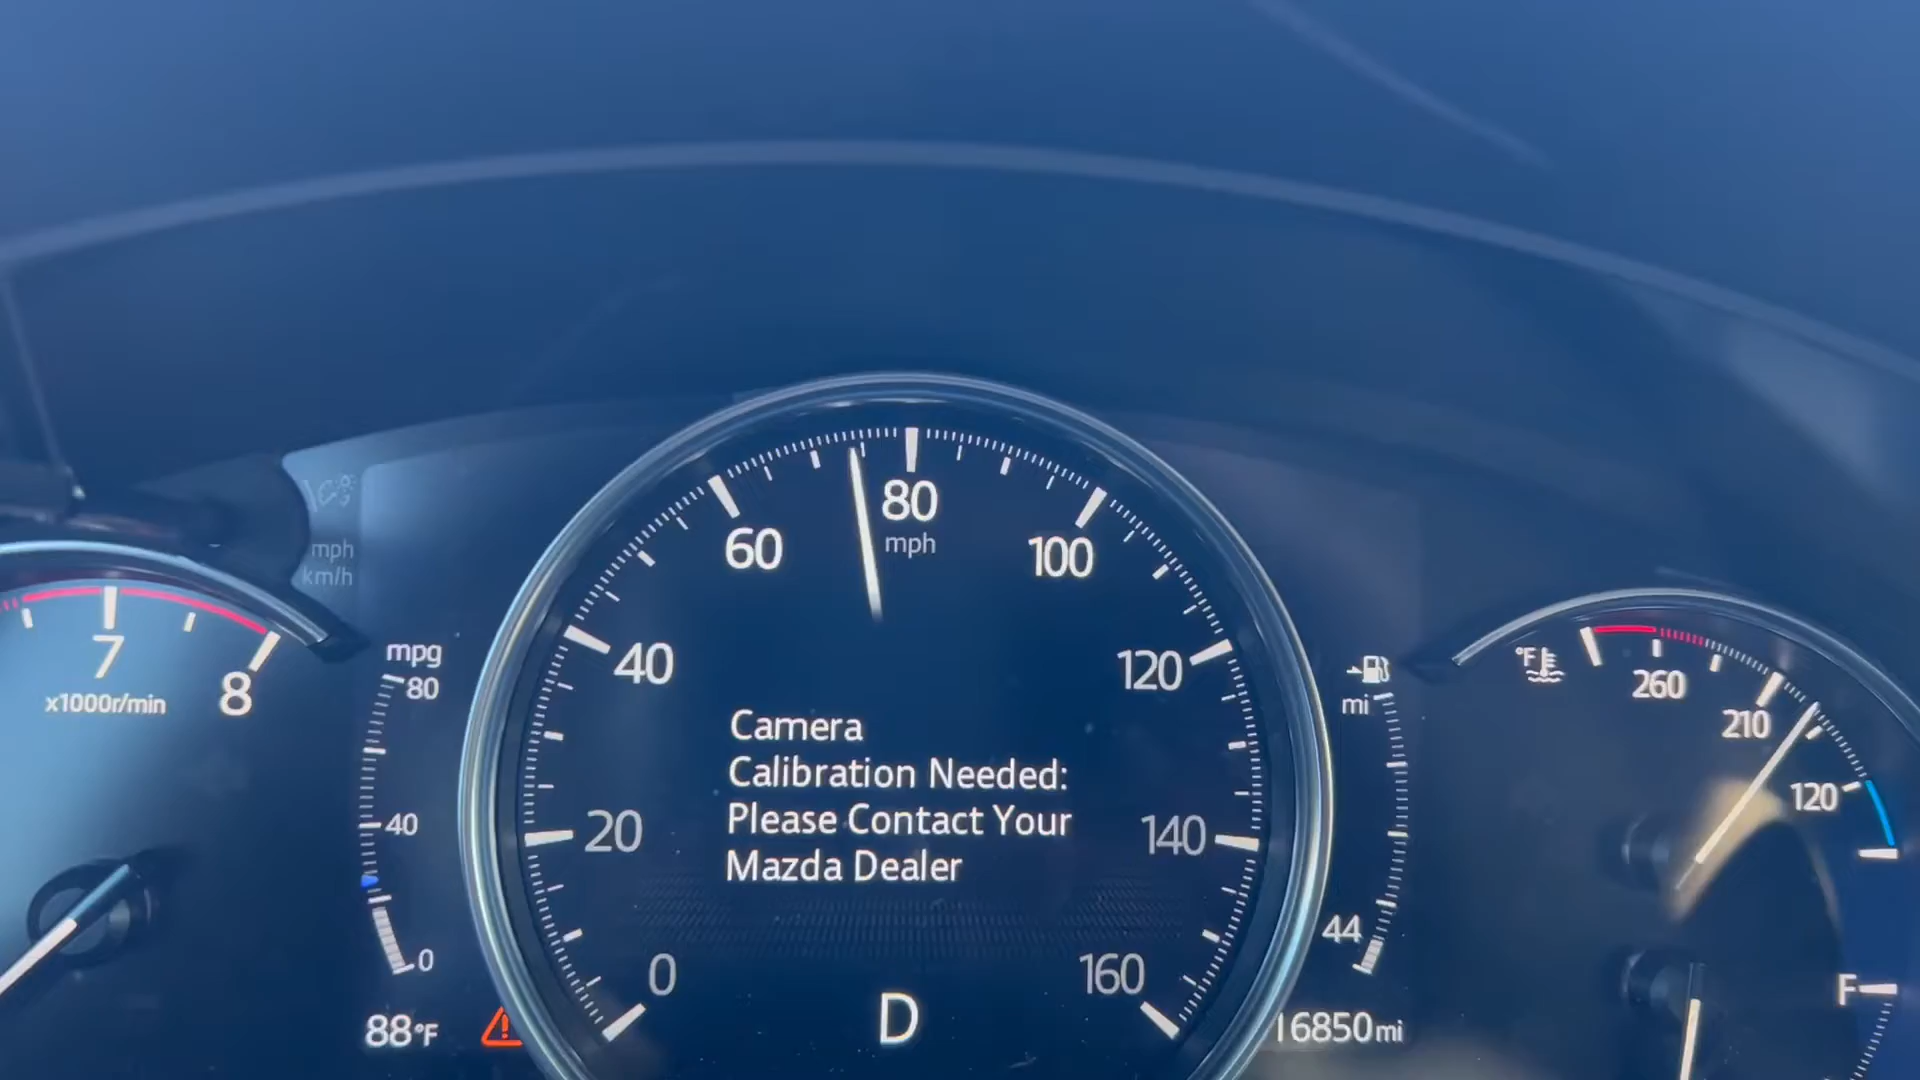 80
mph
60
100
mph
km/h
40
120
7
8
x1000r/min
mpg
80
40
0
mi
°F
260
210
120
Camera
Calibration Needed:
Please Contact Your
Mazda Dealer
20
140
0
160
44
F
88°F
D
16850mi